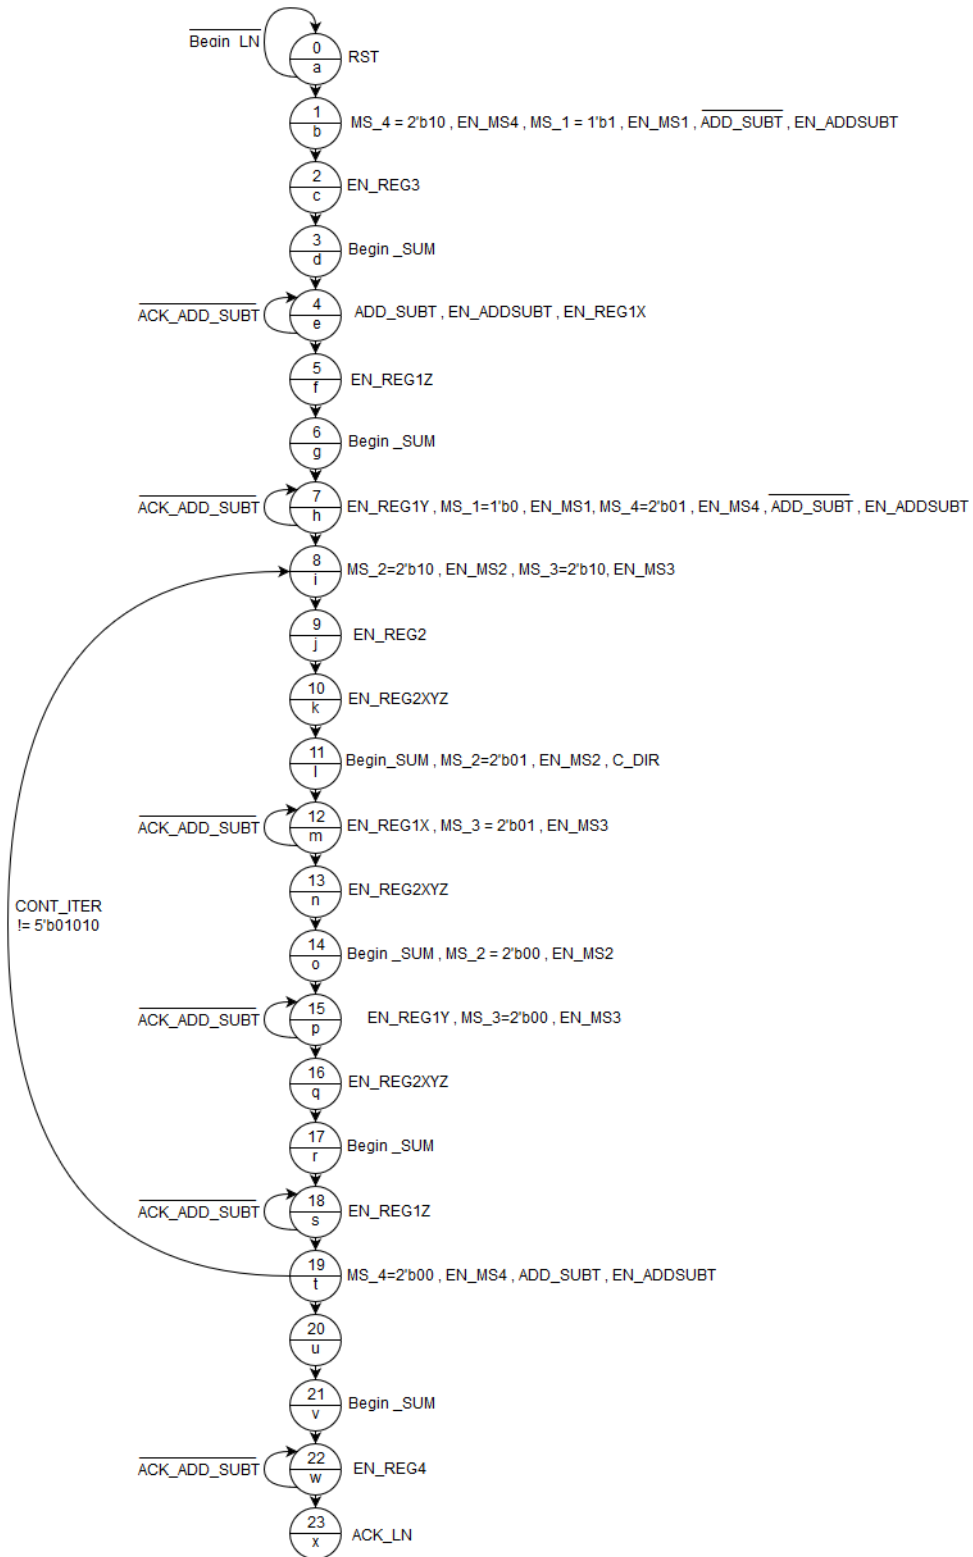 Begin_LN
0
a
RST
1
b
MS_4 = 2'b10 , EN_MS4 , MS_1 = 1'b1 , EN_MS1 , ADD_SUBT , EN_ADDSUBT
2
c
EN_REG3
3
d
Begin _SUM
ACK_ADD_SUBT
4
e
ADD_SUBT , EN_ADDSUBT , EN_REG1X
5
f
EN_REG1Z
6
g
Begin _SUM
ACK_ADD_SUBT
7
h
EN_REG1Y , MS_1=1'b0 , EN_MS1, MS_4=2'b01 , EN_MS4 , ADD_SUBT , EN_ADDSUBT
8
i
MS_2=2'b10 , EN_MS2 , MS_3=2'b10, EN_MS3
9
j
EN_REG2
10
k
EN_REG2XYZ
11
l
Begin_SUM , MS_2=2'b01 , EN_MS2 , C_DIR
ACK_ADD_SUBT
12
m
EN_REG1X , MS_3 = 2'b01 , EN_MS3
13
n
EN_REG2XYZ
CONT_ITER
!= 5'b01010
14
o
Begin _SUM , MS_2 = 2'b00 , EN_MS2
ACK_ADD_SUBT
15
p
EN_REG1Y , MS_3=2'b00 , EN_MS3
16
q
EN_REG2XYZ
17
r
Begin _SUM
ACK_ADD_SUBT
18
s
EN_REG1Z
19
t
MS_4=2'b00 , EN_MS4 , ADD_SUBT , EN_ADDSUBT
20
u
21
v
Begin _SUM
ACK_ADD_SUBT
22
w
EN_REG4
23
x
ACK_LN